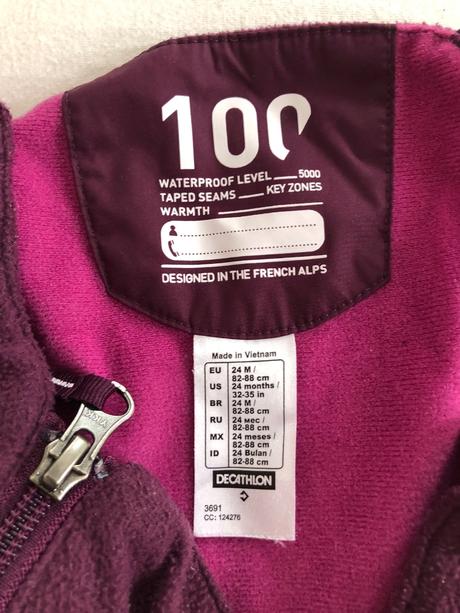 100
WATERPROOF LEVEL 5000
TAPED SEAMS KEY ZONES
WARMTH
DESIGNED IN THE FRENCH ALPS
Made in Vietnam
EU 24 M /
82-88 cm
US 24 months /
32-35 in
BR 24 M /
82-88 cm
RU 24 мес /
82-88 cm
MX 24 meses /
82-88 cm
ID 24 Bulan /
82-88 cm
DECATHLON
3691
CC: 124276
YKK